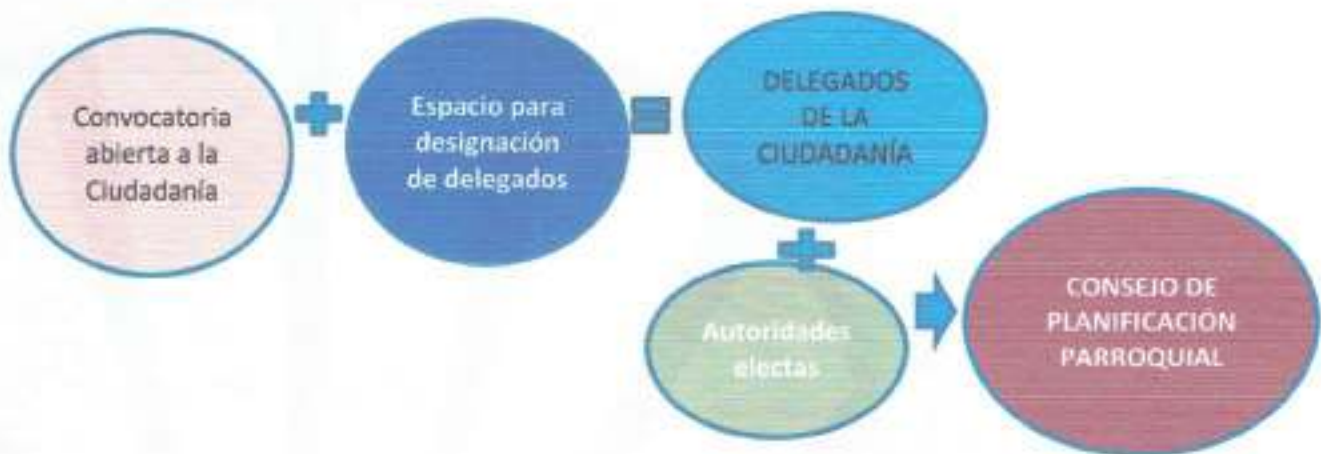 Convocatoria
abierta a la
Ciudadanía
Espacio para
designación
de delegados
DELEGADOS
DE LA
CIUDADANÍA
Autoridades
electas
CONSEJO DE
PLANIFICACIÓN
PARROQUIAL